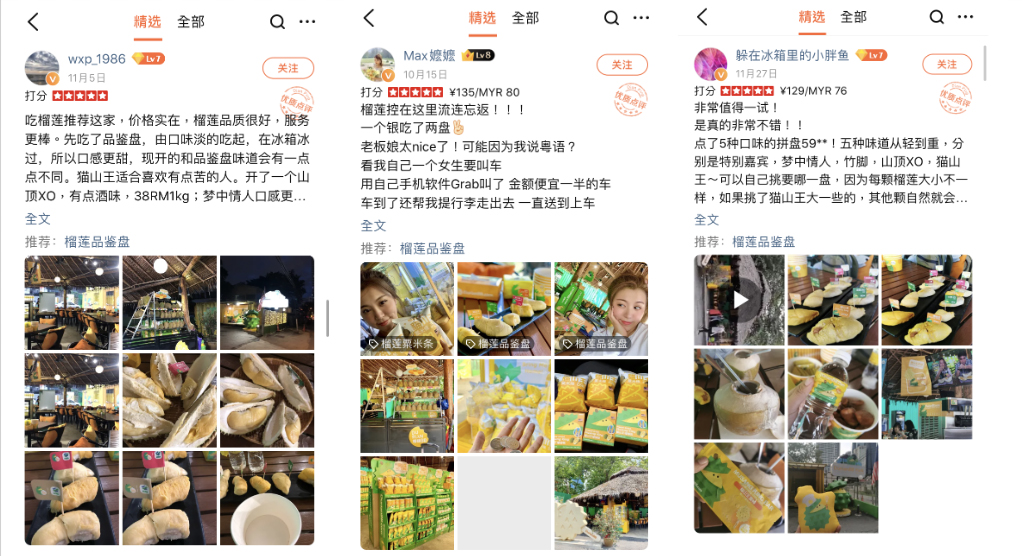 精选 全部
wxp_1986 Lv7
11月5日
关注
打分
优质点评
吃榴莲推荐这家，价格实在，榴莲品质很好，服务
更棒。先吃了品鉴盘，由口味淡的吃起，在冰箱冰
过，所以口感更甜，现开的和品鉴盘味道会有一点
点不同。猫山王适合喜欢有点苦的人。开了一个山
顶XO，有点酒味，38RM1kg；梦中情人口感更...
全文
推荐：榴莲品鉴盘
精选 全部
Max嬷嬷 Lv8
10月15日
关注
打分 ¥135/MYR 80
优质点评
榴莲控在这里流连忘返！！！
一个银吃了两盘✌
老板娘太nice了！可能因为我说粤语？
看我自己一个女生要叫车
用自己手机软件Grab叫了 金额便宜一半的车
车到了还帮我提行李走出去 一直送到上车
全文
推荐：榴莲品鉴盘
榴莲粟米条
榴莲品鉴盘
榴莲品鉴盘
精选 全部
躲在冰箱里的小胖鱼 Lv7
11月27日
关注
打分 ¥129/MYR 76
优质点评
非常值得一试！
是真的非常不错！！
点了5种口味的拼盘59**！五种味道从轻到重，分
别是特别嘉宾，梦中情人，竹脚，山顶XO，猫山
王～可以自己挑要哪一盘，因为每颗榴莲大小不一
样，如果挑了猫山王大一些的，其他颗自然就会...
全文
推荐：榴莲品鉴盘